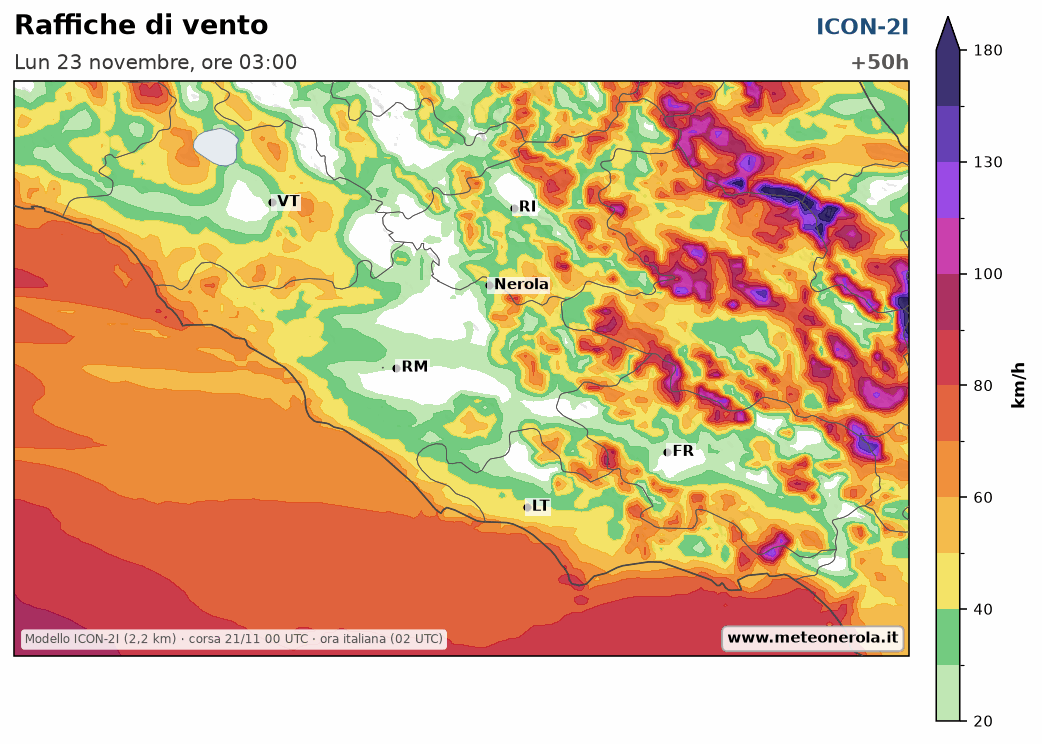 Raffiche di vento
ICON-2I
Lun 23 novembre, ore 03:00
+50h
180
130
100
80
60
40
20
km/h
VT
RI
Nerola
RM
FR
LT
Modello ICON-2I (2,2 km) · corsa 21/11 00 UTC · ora italiana (02 UTC)
www.meteonerola.it